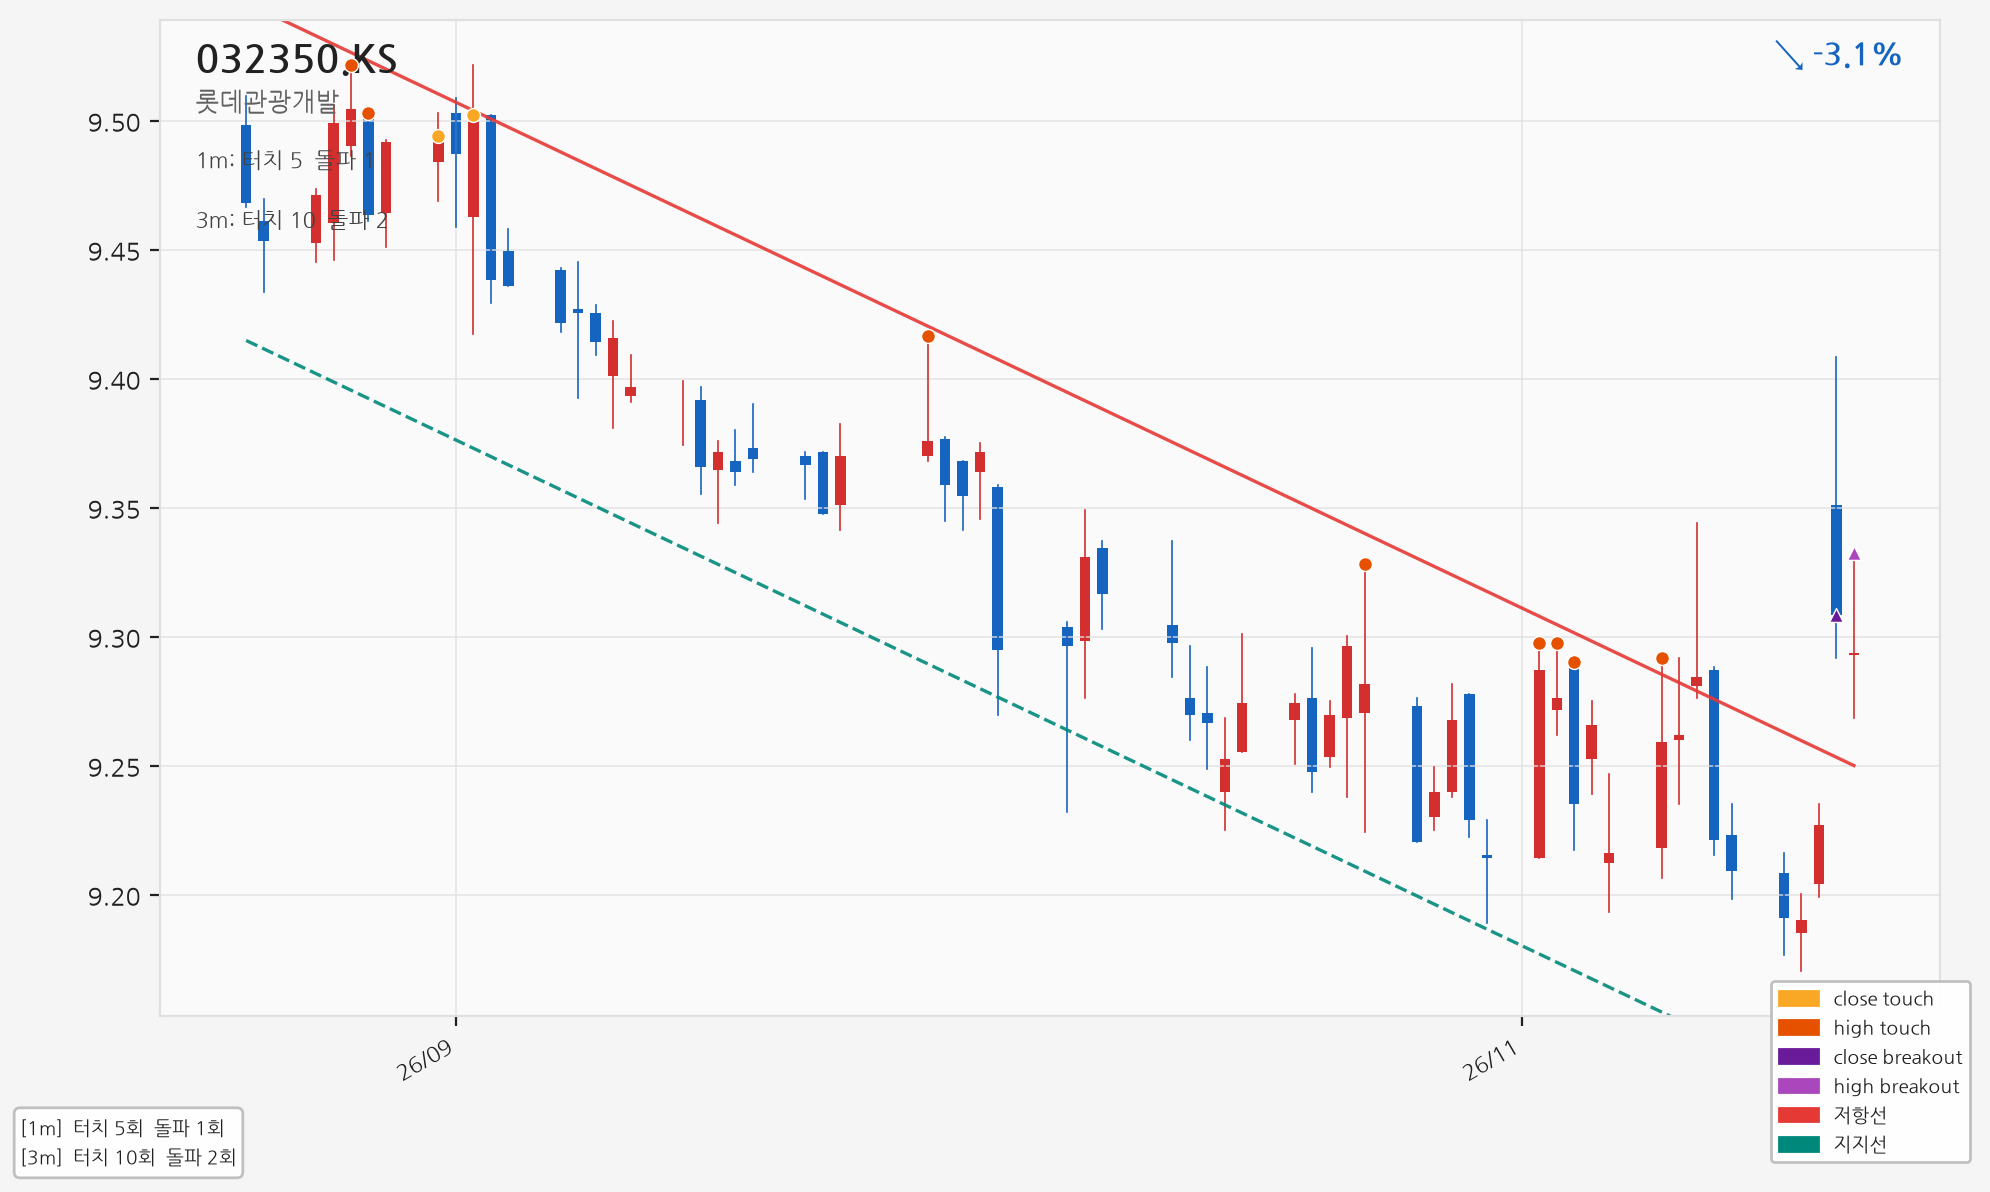 032350.KS
롯데관광개발
-3.1%
1m: 터치 5 돌파 1
3m: 터치 10 돌파 2
9.50
9.45
9.40
9.35
9.30
9.25
9.20
26/09
26/11
close touch
high touch
close breakout
high breakout
저항선
지지선
[1m] 터치 5회 돌파 1회
[3m] 터치 10회 돌파 2회